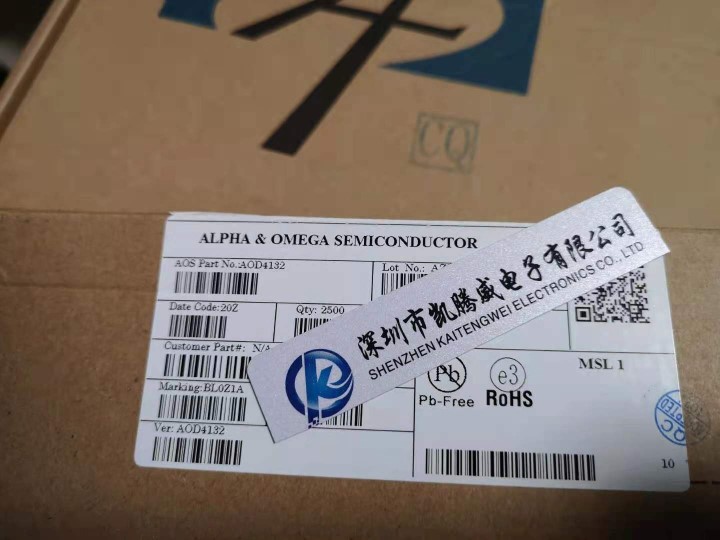 CQ
ALPHA & OMEGA SEMICONDUCTOR
AOS Part No.:AOD4132
Lot No.:
Date Code:20Z
Qty: 2500
Customer Part#:
Marking:BL0Z1A
Ver: AOD4132
深圳市凯腾威电子有限公司
SHENZHEN KAITENGWEI ELECTRONICS CO., LTD
Pb
Pb-Free
e3
RoHS
MSL 1
10